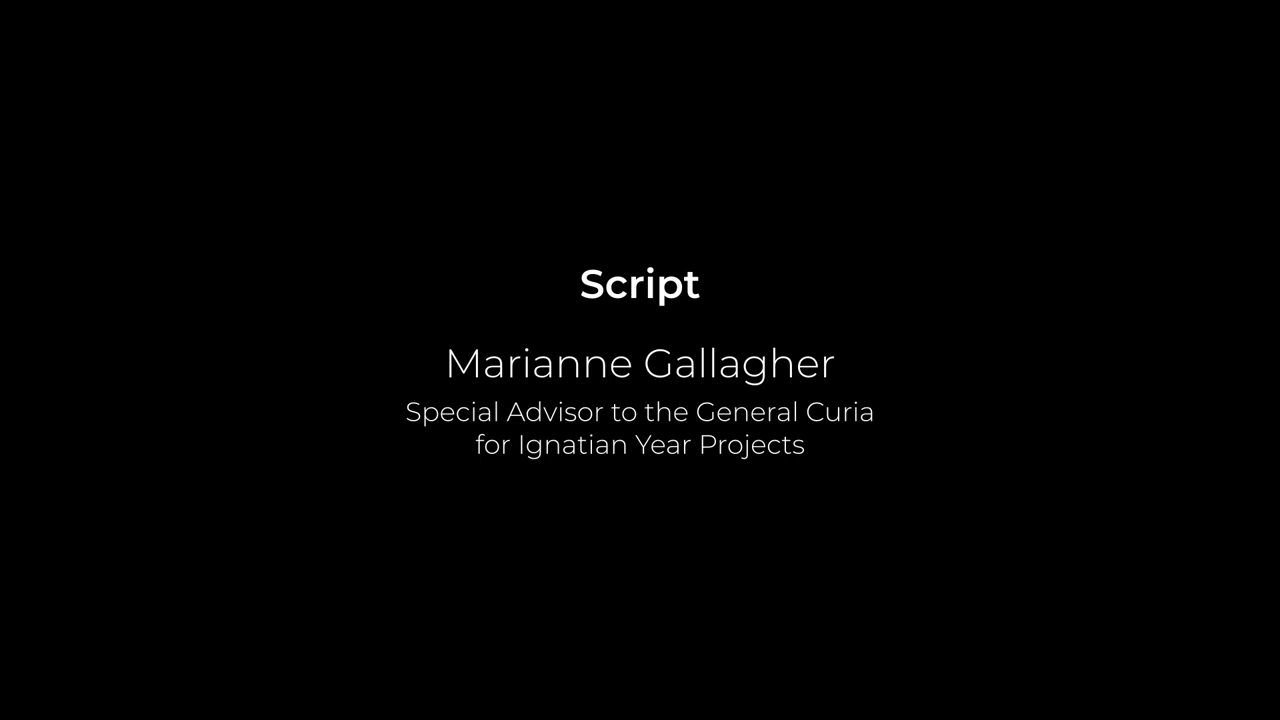 Script
Marianne Gallagher
Special Advisor to the General Curia
for Ignatian Year Projects